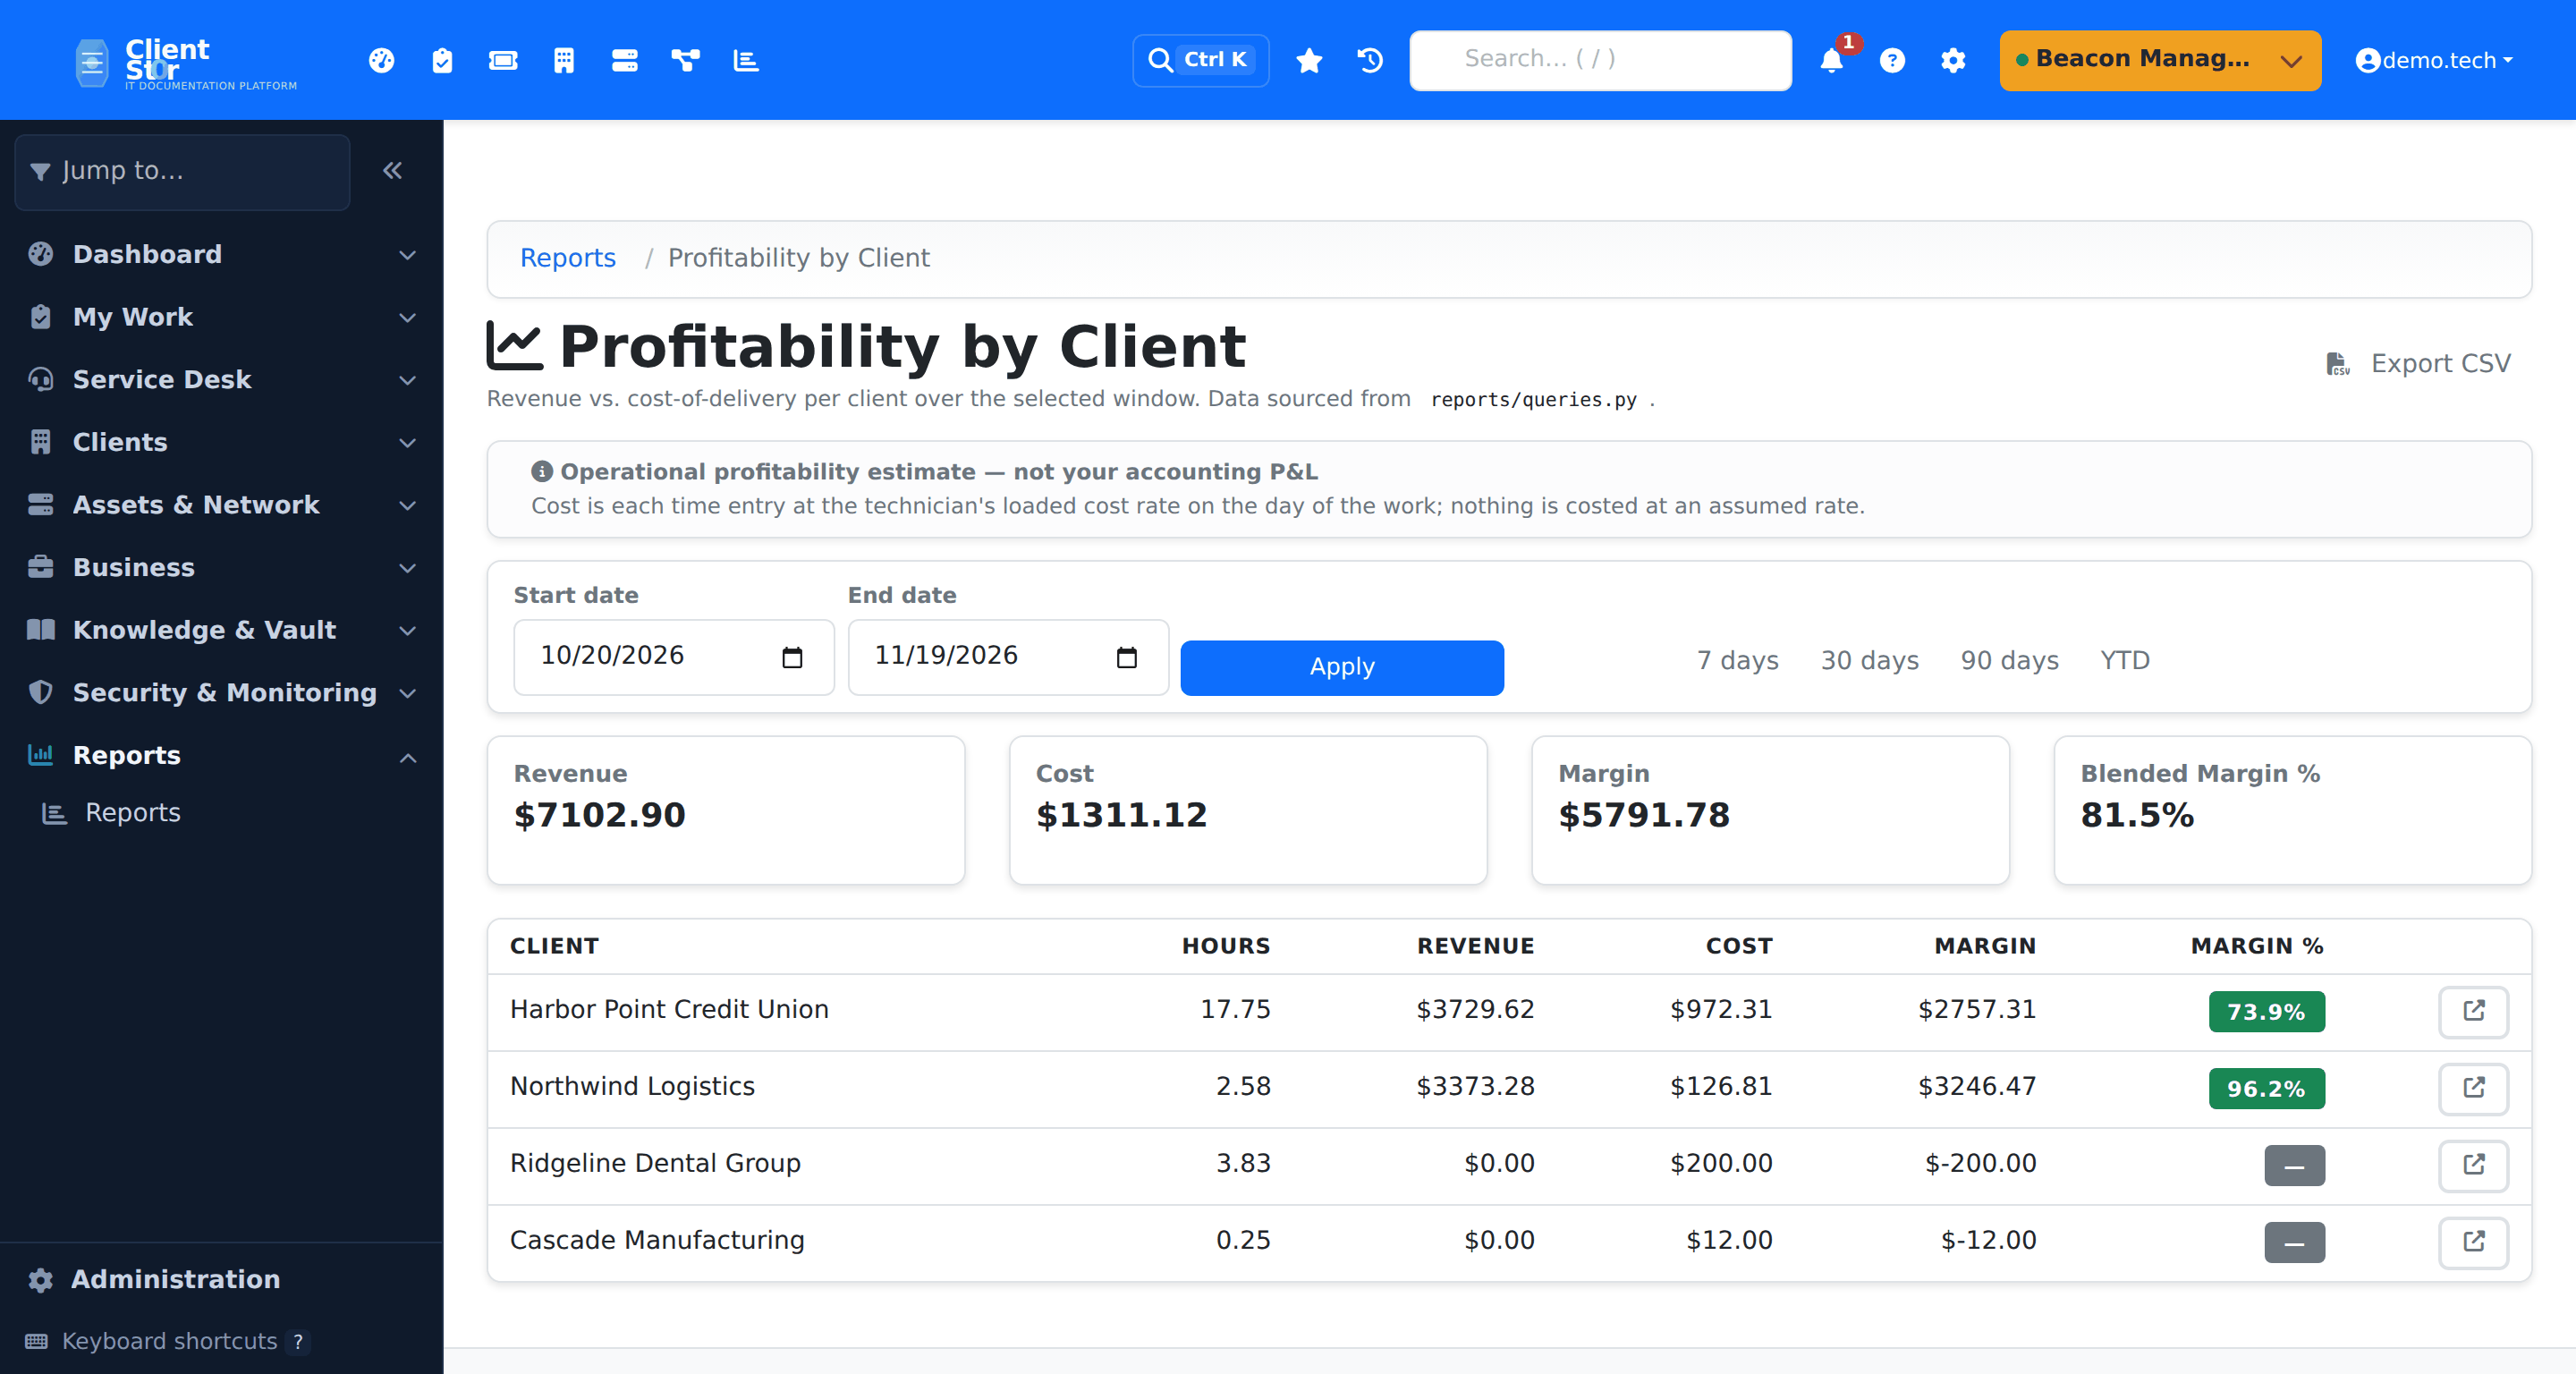 Client
St0r
IT DOCUMENTATION PLATFORM
Ctrl K
Search... ( / )
1
Beacon Manag...
demo.tech
Jump to...
Dashboard
My Work
Service Desk
Clients
Assets & Network
Business
Knowledge & Vault
Security & Monitoring
Reports
Reports
Administration
Keyboard shortcuts ?
Reports / Profitability by Client
Profitability by Client
Export CSV
Revenue vs. cost-of-delivery per client over the selected window. Data sourced from reports/queries.py .
Operational profitability estimate — not your accounting P&L
Cost is each time entry at the technician's loaded cost rate on the day of the work; nothing is costed at an assumed rate.
Start date End date
10/20/2026 11/19/2026 Apply 7 days 30 days 90 days YTD
Revenue Cost Margin Blended Margin %
$7102.90 $1311.12 $5791.78 81.5%
CLIENT HOURS REVENUE COST MARGIN MARGIN %
Harbor Point Credit Union 17.75 $3729.62 $972.31 $2757.31 73.9%
Northwind Logistics 2.58 $3373.28 $126.81 $3246.47 96.2%
Ridgeline Dental Group 3.83 $0.00 $200.00 $-200.00 —
Cascade Manufacturing 0.25 $0.00 $12.00 $-12.00 —